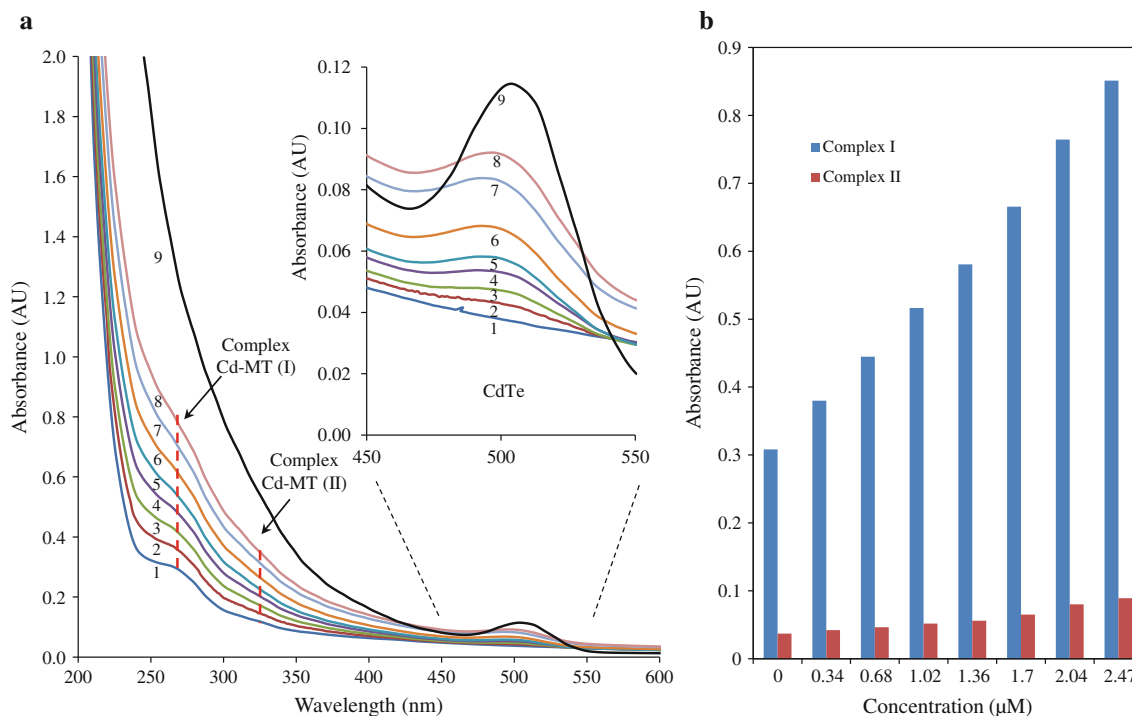 a
Absorbance (AU)
2.0
1.8
1.6
1.4
1.2
1.0
0.8
0.6
0.4
0.2
0.0
200 250 300 350 400 450 500 550 600
Wavelength (nm)
9
8
7
6
5
4
3
2
1
Complex
Cd-MT (I)
Complex
Cd-MT (II)
Absorbance (AU)
0.12
0.10
0.08
0.06
0.04
0.02
0.00
450 500 550
9
8
7
6
5
4
3
2
1
CdTe
b
Absorbance (AU)
0.9
0.8
0.7
0.6
0.5
0.4
0.3
0.2
0.1
0
Complex I
Complex II
0 0.34 0.68 1.02 1.36 1.7 2.04 2.47
Concentration (µM)